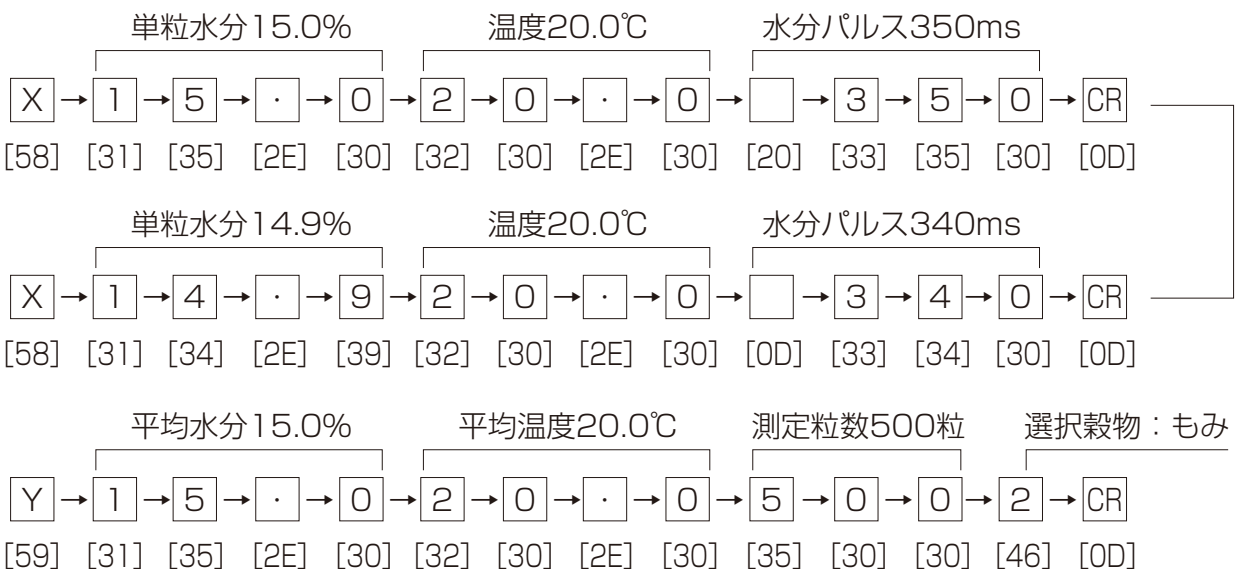 単粒水分15.0% 温度20.0℃ 水分パルス350ms
X→1→5→・→0→2→0→・→0→ →3→5→0→CR
[58] [31] [35] [2E] [30] [32] [30] [2E] [30] [20] [33] [35] [30] [0D]
単粒水分14.9% 温度20.0℃ 水分パルス340ms
X→1→4→・→9→2→0→・→0→ →3→4→0→CR
[58] [31] [34] [2E] [39] [32] [30] [2E] [30] [0D] [33] [34] [30] [0D]
平均水分15.0% 平均温度20.0℃ 測定粒数500粒 選択穀物：もみ
Y→1→5→・→0→2→0→・→0→5→0→0→2→CR
[59] [31] [35] [2E] [30] [32] [30] [2E] [30] [35] [30] [30] [46] [0D]